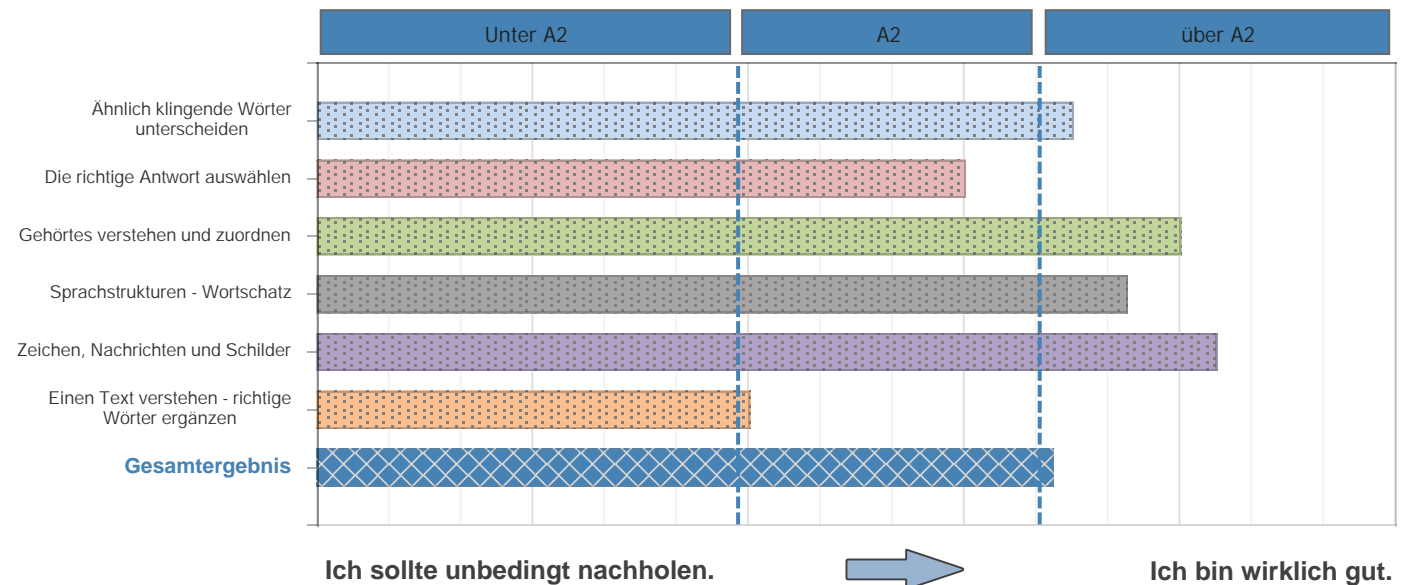 Unter A2
A2
über A2
Ähnlich klingende Wörter
unterscheiden
Die richtige Antwort auswählen
Gehörtes verstehen und zuordnen
Sprachstrukturen - Wortschatz
Zeichen, Nachrichten und Schilder
Einen Text verstehen - richtige
Wörter ergänzen
Gesamtergebnis
Ich sollte unbedingt nachholen.
Ich bin wirklich gut.